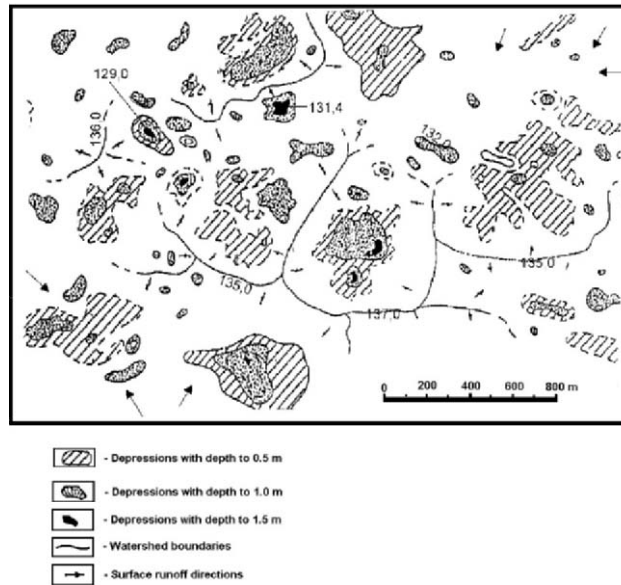 129,0
131,4
136,0
132,0
135,0
135,0
137,0
0 200 400 600 800 m
- Depressions with depth to 0.5 m
- Depressions with depth to 1.0 m
- Depressions with depth to 1.5 m
- Watershed boundaries
- Surface runoff directions